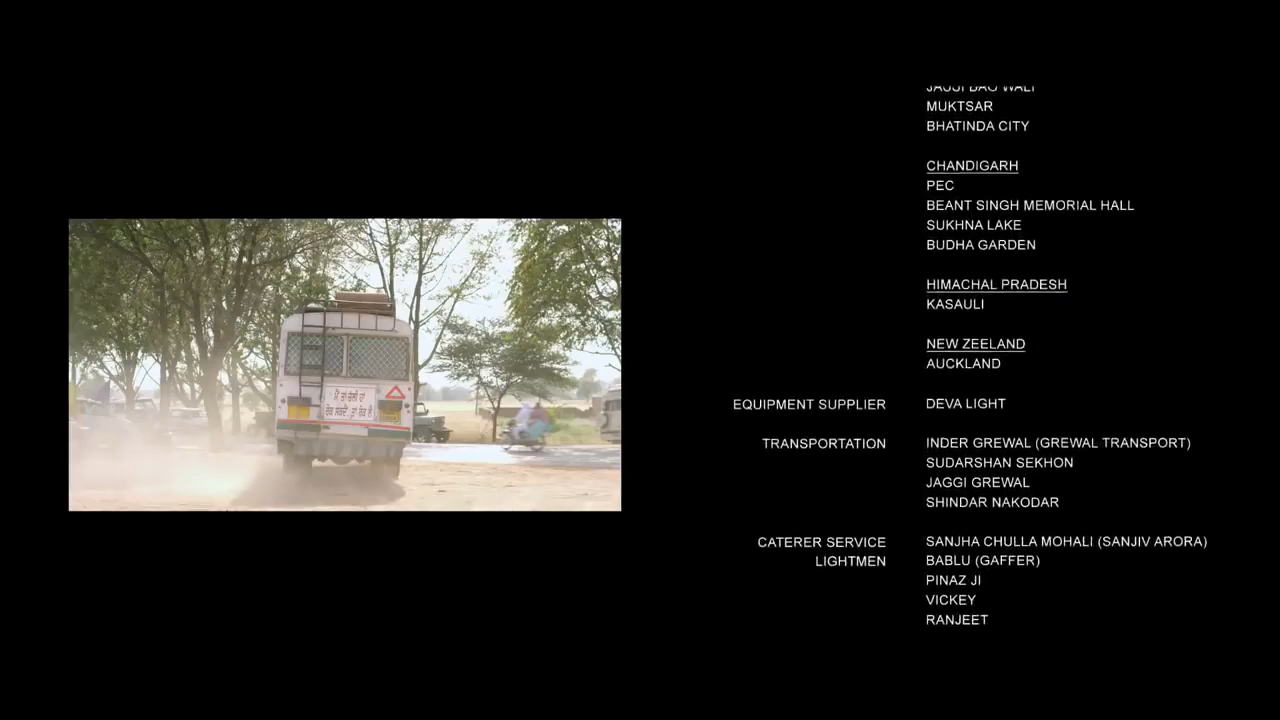 MUKTSAR
BHATINDA CITY
CHANDIGARH
PEC
BEANT SINGH MEMORIAL HALL
SUKHNA LAKE
BUDHA GARDEN
HIMACHAL PRADESH
KASAULI
NEW ZEELAND
AUCKLAND
EQUIPMENT SUPPLIER DEVA LIGHT
TRANSPORTATION INDER GREWAL (GREWAL TRANSPORT)
SUDARSHAN SEKHON
JAGGI GREWAL
SHINDAR NAKODAR
CATERER SERVICE SANJHA CHULLA MOHALI (SANJIV ARORA)
LIGHTMEN BABLU (GAFFER)
PINAZ JI
VICKEY
RANJEET
ਮੈਂ ਤਾਂ ਚੱਲੀ ਹਾਂ